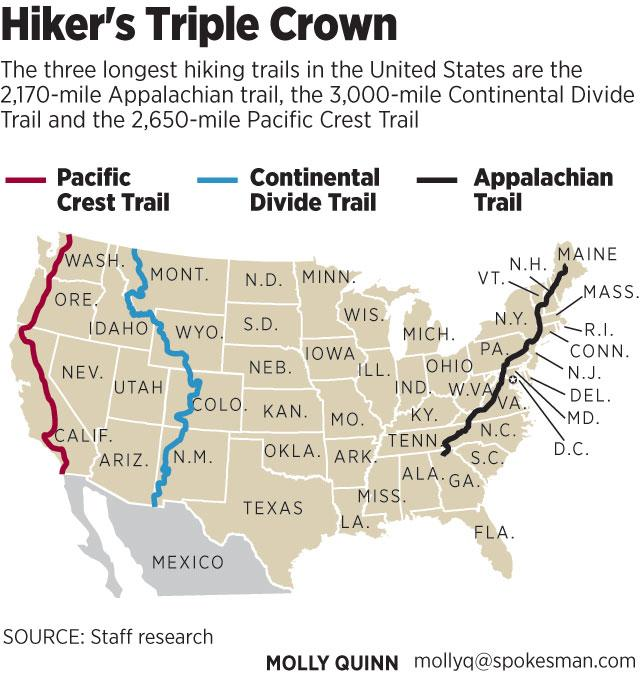 Hiker's Triple Crown
The three longest hiking trails in the United States are the
2,170-mile Appalachian trail, the 3,000-mile Continental Divide
Trail and the 2,650-mile Pacific Crest Trail
Pacific
Crest Trail
Continental
Divide Trail
Appalachian
Trail
WASH.
MONT.
N.D.
MINN.
VT.
N.H.
MAINE
MASS.
ORE.
IDAHO
WYO.
S.D.
WIS.
MICH.
N.Y.
R.I.
CONN.
NEV.
UTAH
NEB.
IOWA
ILL.
IND.
OHIO
PA.
N.J.
COLO.
KAN.
MO.
KY.
W.VA.
VA.
DEL.
MD.
D.C.
CALIF.
ARIZ.
N.M.
OKLA.
ARK.
TENN.
N.C.
S.C.
TEXAS
LA.
MISS.
ALA.
GA.
FLA.
MEXICO
SOURCE: Staff research
MOLLY QUINN mollyq@spokesman.com